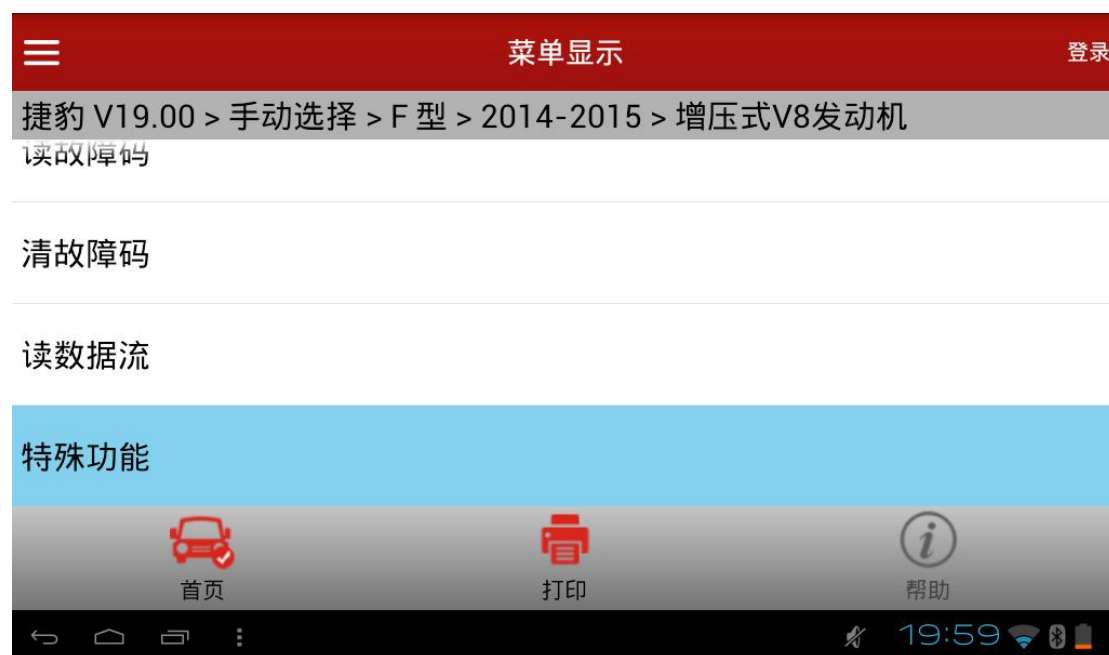 菜单显示
登录
捷豹 V19.00 > 手动选择 > F 型 > 2014-2015 > 增压式V8发动机
读故障码
清故障码
读数据流
特殊功能
首页
打印
帮助
19:59